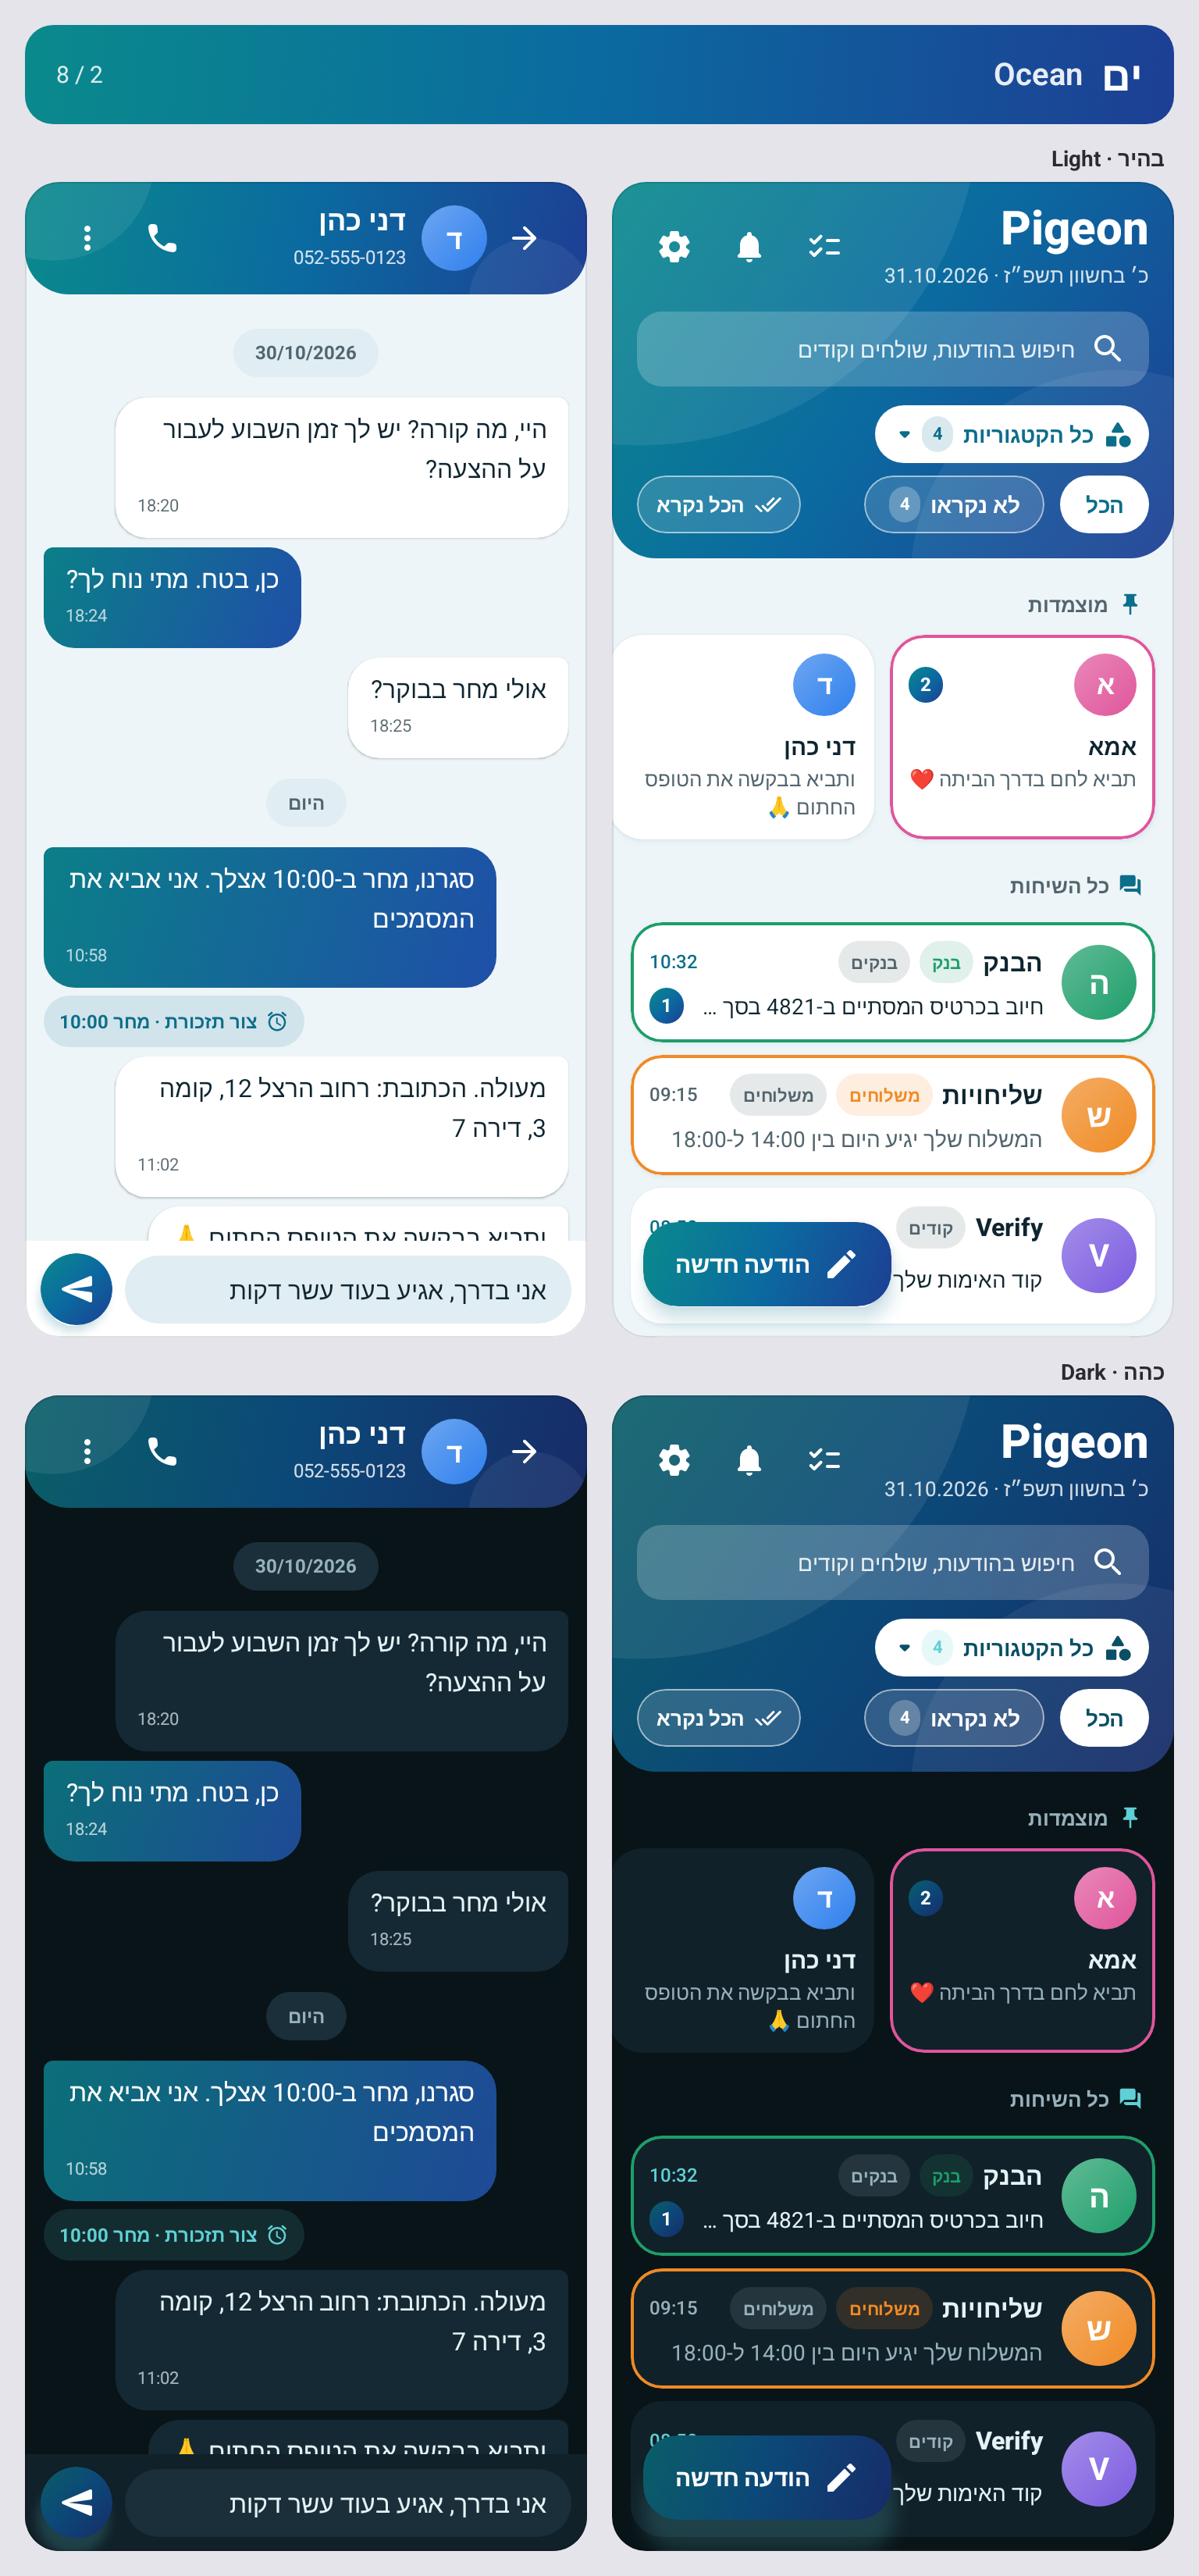 ים Ocean
2 / 8
בהיר · Light
Pigeon
כ׳ בחשוון תשפ״ז · 31.10.2026
חיפוש בהודעות, שולחים וקודים
כל הקטגוריות 4
הכל
לא נקראו 4
הכל נקרא
מוצמדות
א
2
אמא
תביא לחם בדרך הביתה ❤️
ד
דני כהן
ותביא בבקשה את הטופס
החתום 🙏
כל השיחות
ה
הבנק בנק בנקים 10:32
חיוב בכרטיס המסתיים ב-4821 בסך ... 1
ש
שליחויות משלוחים משלוחים 09:15
המשלוח שלך יגיע היום בין 14:00 ל-18:00
V
Verify קודים
קוד האימות שלך
הודעה חדשה
ד
דני כהן
052-555-0123
30/10/2026
היי, מה קורה? יש לך זמן השבוע לעבור
על ההצעה?
18:20
כן, בטח. מתי נוח לך?
18:24
אולי מחר בבוקר?
18:25
היום
סגרנו, מחר ב-10:00 אצלך. אני אביא את
המסמכים
10:58
צור תזכורת · מחר 10:00
מעולה. הכתובת: רחוב הרצל 12, קומה
3, דירה 7
11:02
ותביא בבקשה את הטופס החתום 🙏
אני בדרך, אגיע בעוד עשר דקות
כהה · Dark
Pigeon
כ׳ בחשוון תשפ״ז · 31.10.2026
חיפוש בהודעות, שולחים וקודים
כל הקטגוריות 4
הכל
לא נקראו 4
הכל נקרא
מוצמדות
א
2
אמא
תביא לחם בדרך הביתה ❤️
ד
דני כהן
ותביא בבקשה את הטופס
החתום 🙏
כל השיחות
ה
הבנק בנק בנקים 10:32
חיוב בכרטיס המסתיים ב-4821 בסך ... 1
ש
שליחויות משלוחים משלוחים 09:15
המשלוח שלך יגיע היום בין 14:00 ל-18:00
V
Verify קודים
קוד האימות שלך
הודעה חדשה
ד
דני כהן
052-555-0123
30/10/2026
היי, מה קורה? יש לך זמן השבוע לעבור
על ההצעה?
18:20
כן, בטח. מתי נוח לך?
18:24
אולי מחר בבוקר?
18:25
היום
סגרנו, מחר ב-10:00 אצלך. אני אביא את
המסמכים
10:58
צור תזכורת · מחר 10:00
מעולה. הכתובת: רחוב הרצל 12, קומה
3, דירה 7
11:02
ותביא בבקשה את הטופס החתום 🙏
אני בדרך, אגיע בעוד עשר דקות